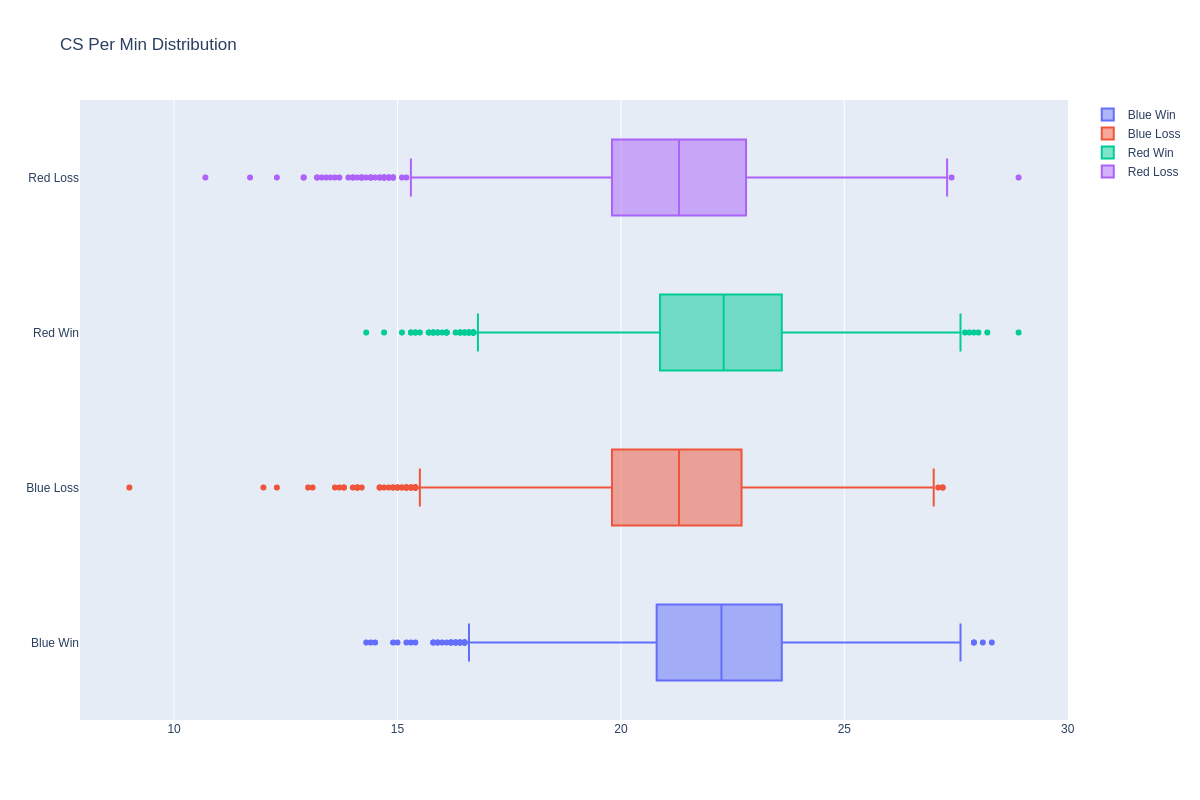 CS Per Min Distribution
Blue Win
Blue Loss
Red Win
Red Loss
Red Loss
Red Win
Blue Loss
Blue Win
10
15
20
25
30